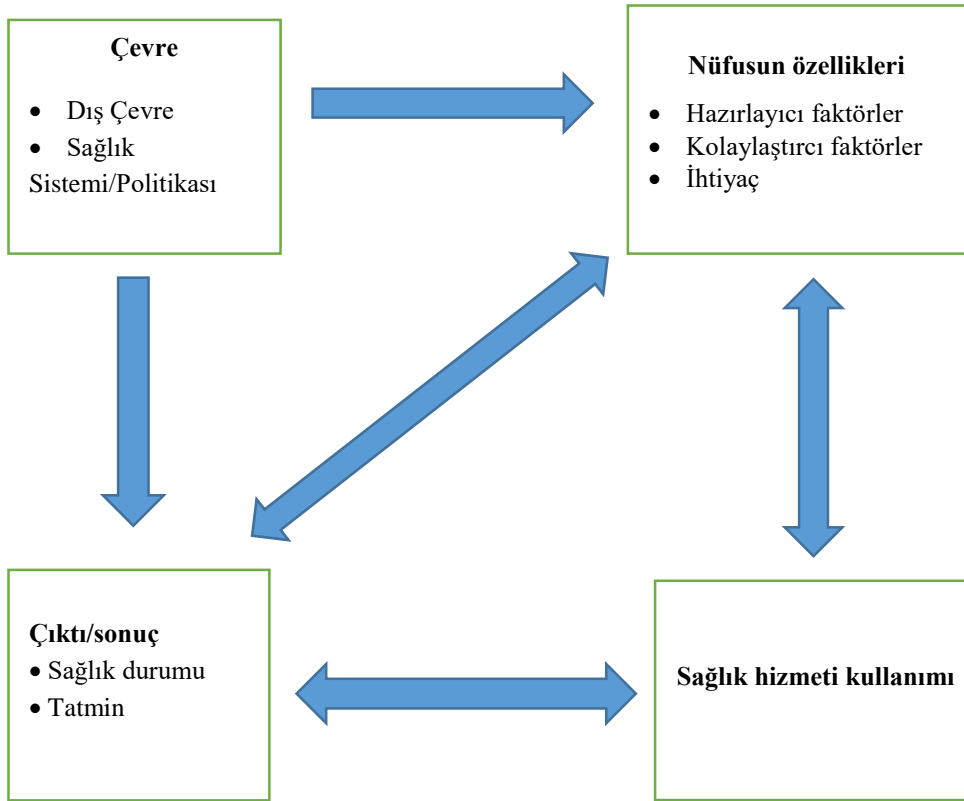 Çevre
• Dış Çevre
• Sağlık
Sistemi/Politikası
Nüfusun özellikleri
• Hazırlayıcı faktörler
• Kolaylaştırcı faktörler
• İhtiyaç
Çıktı/sonuç
• Sağlık durumu
• Tatmin
Sağlık hizmeti kullanımı